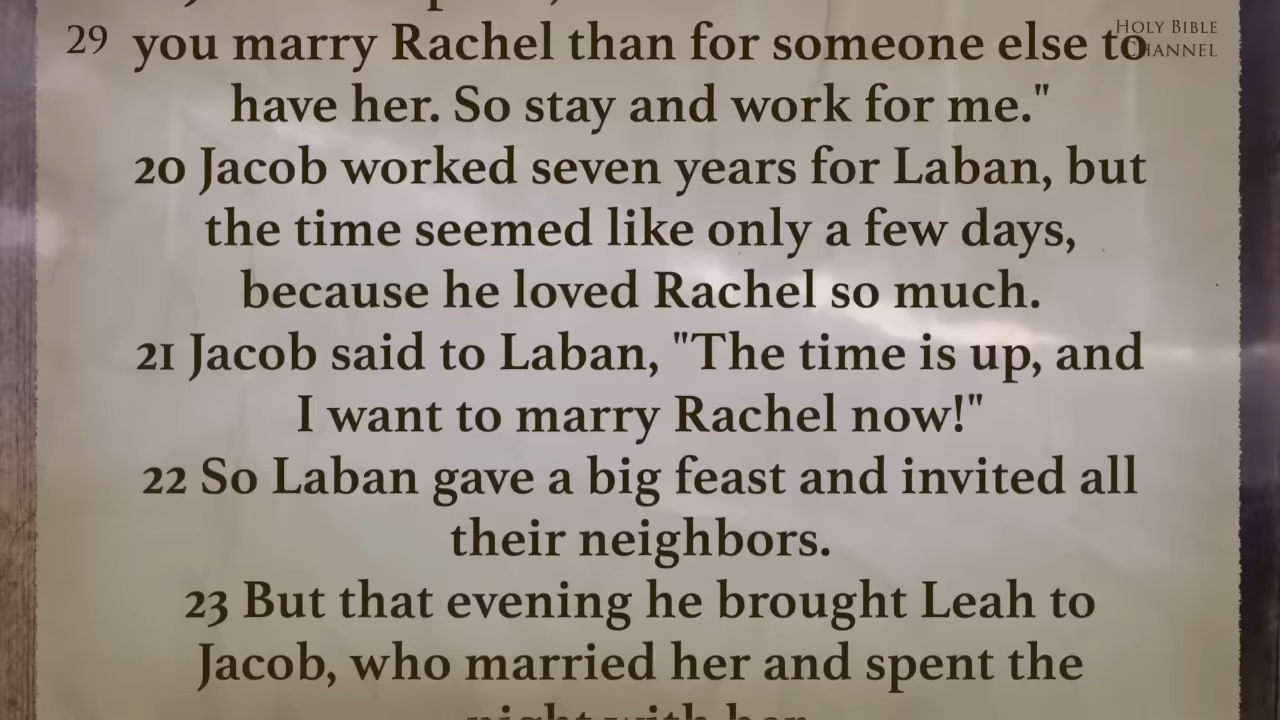 29
HOLY BIBLE
CHANNEL
you marry Rachel than for someone else to
have her. So stay and work for me."
20 Jacob worked seven years for Laban, but
the time seemed like only a few days,
because he loved Rachel so much.
21 Jacob said to Laban, "The time is up, and
I want to marry Rachel now!"
22 So Laban gave a big feast and invited all
their neighbors.
23 But that evening he brought Leah to
Jacob, who married her and spent the
night with her.